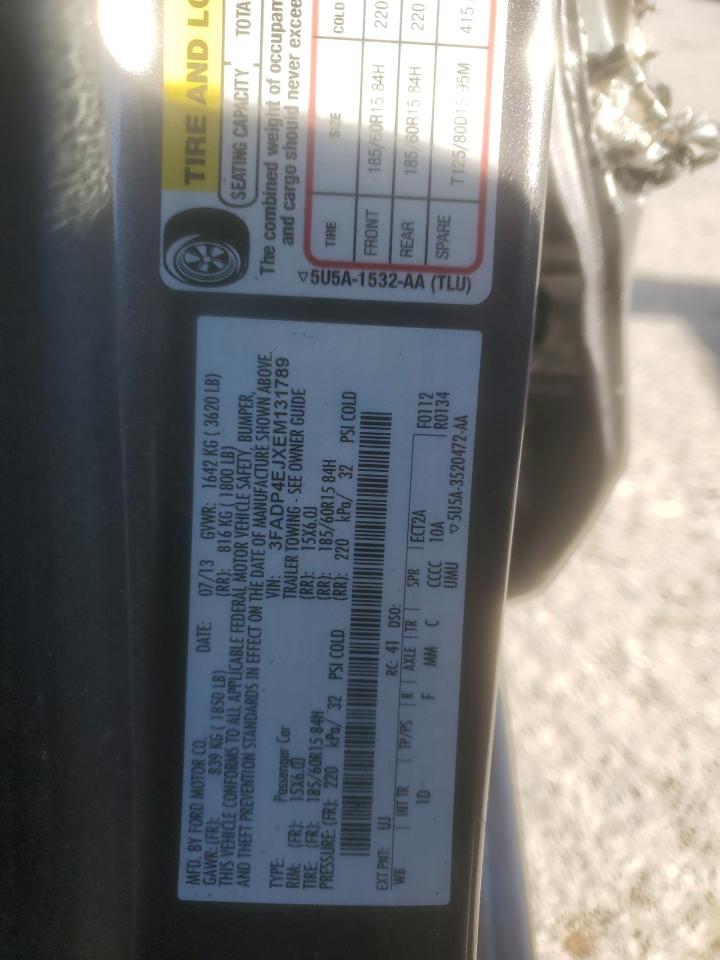 TIRE AND LO
SEATING CAPACITY TOTA
The combined weight of occupan
and cargo should never excee
TIRE SIZE COLD
FRONT 185/60R15 84H 220
REAR 185/60R15 84H 220
SPARE T125/80D15 95M 415
5U5A-1532-AA (TLU)
MFD. BY FORD MOTOR CO. DATE: 07/13 GVWR: 1642 KG ( 3620 LB)
GAWR: (FR): 839 KG ( 1850 LB) (RR): 816 KG ( 1800 LB)
THIS VEHICLE CONFORMS TO ALL APPLICABLE FEDERAL MOTOR VEHICLE SAFETY, BUMPER,
AND THEFT PREVENTION STANDARDS IN EFFECT ON THE DATE OF MANUFACTURE SHOWN ABOVE.
VIN: 3FADP4EJXEM131789
TYPE: Passenger Car TRAILER TOWING - SEE OWNER GUIDE
RIM: (FR): 15X6.0J (RR): 15X6.0J
TIRE: (FR): 185/60R15 84H (RR): 185/60R15 84H
PRESSURE: (FR): 220 kPa/ 32 PSI COLD (RR): 220 kPa/ 32 PSI COLD
EXT PNT: UJ RC: 41 DSO: F0112
WB INT TR TP/PS R AXLE TR SPR ECT2A R0134
1D F MM C CCCC 10A
UMU 5U5A-3520472-AA